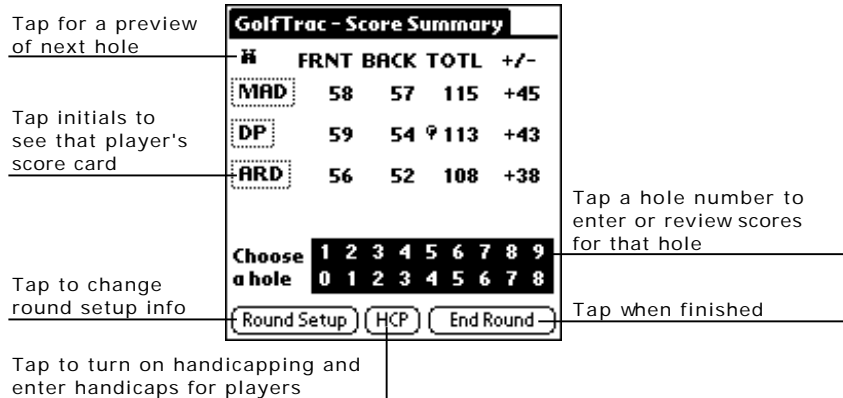 GolfTrac - Score Summary
Tap for a preview
of next hole
FRNT BACK TOTL +/-
MAD 58 57 115 +45
Tap initials to
see that player's
score card
DP 59 54 113 +43
ARD 56 52 108 +38
Tap a hole number to
enter or review scores
for that hole
Choose 1 2 3 4 5 6 7 8 9
a hole 0 1 2 3 4 5 6 7 8
Tap to change
round setup info
Round Setup HCP End Round
Tap when finished
Tap to turn on handicapping and
enter handicaps for players